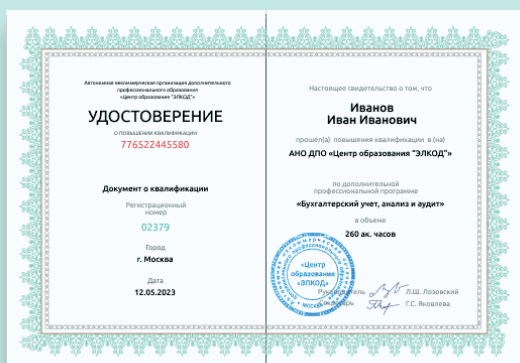 Автономная некоммерческая организация дополнительного
профессионального образования
«Центр образования "ЭЛКОД"»
УДОСТОВЕРЕНИЕ
О ПОВЫШЕНИИ КВАЛИФИКАЦИИ
776522445580
Документ о квалификации
Регистрационный
номер
02379
Город
г. Москва
Дата
12.05.2023
Настоящее свидетельство о том, что
Иванов
Иван Иванович
прошел(а) повышения квалификации в (на)
АНО ДПО «Центр образования "ЭЛКОД"»
по дополнительной
профессиональной программе
«Бухгалтерский учет, анализ и аудит»
в объеме
260 ак. часов
«Центр
образования
«ЭЛКОД»
МОСКВА
Руководитель Л.Ш. Лозовский
Секретарь Г.С. Яковлева